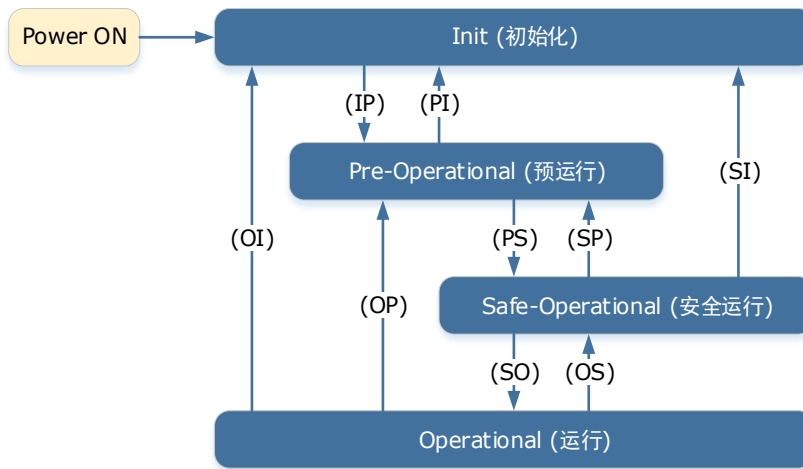 Power ON
Init (初始化)
(IP)
(PI)
Pre-Operational (预运行)
(SI)
(OI)
(PS)
(SP)
(OP)
Safe-Operational (安全运行)
(SO)
(OS)
Operational (运行)